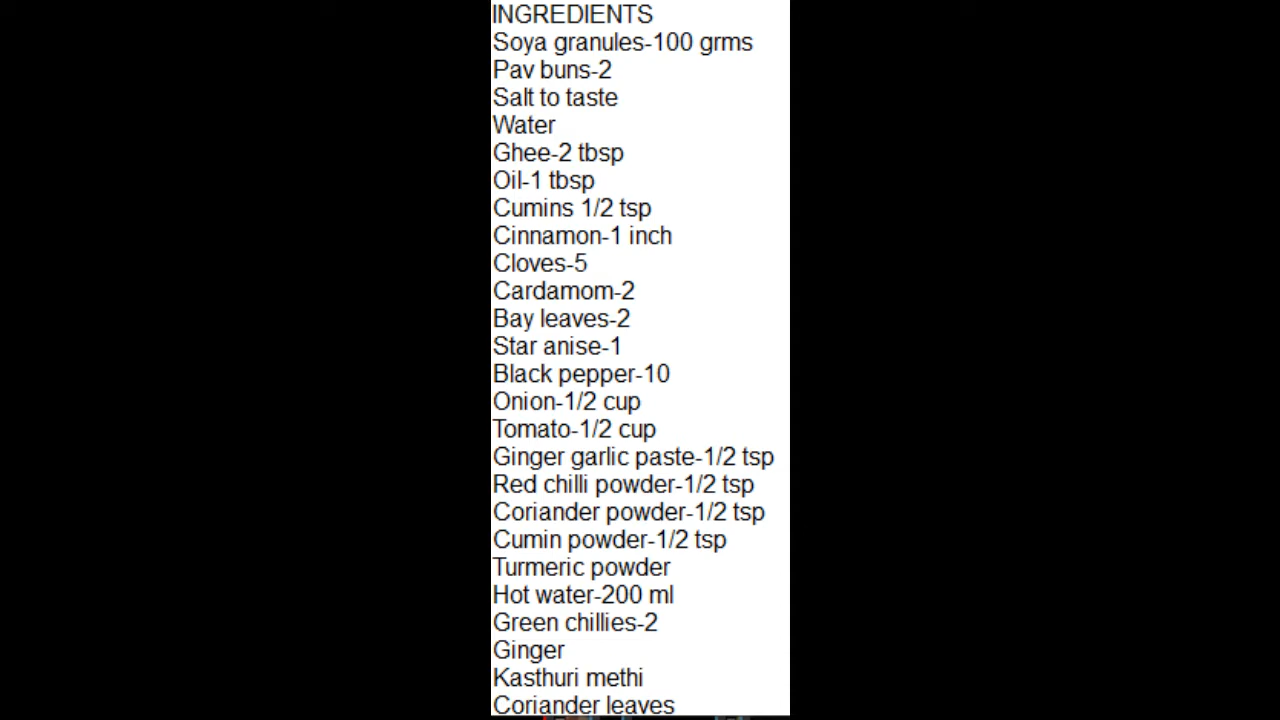 INGREDIENTS
Soya granules-100 grms
Pav buns-2
Salt to taste
Water
Ghee-2 tbsp
Oil-1 tbsp
Cumins 1/2 tsp
Cinnamon-1 inch
Cloves-5
Cardamom-2
Bay leaves-2
Star anise-1
Black pepper-10
Onion-1/2 cup
Tomato-1/2 cup
Ginger garlic paste-1/2 tsp
Red chilli powder-1/2 tsp
Coriander powder-1/2 tsp
Cumin powder-1/2 tsp
Turmeric powder
Hot water-200 ml
Green chillies-2
Ginger
Kasthuri methi
Coriander leaves